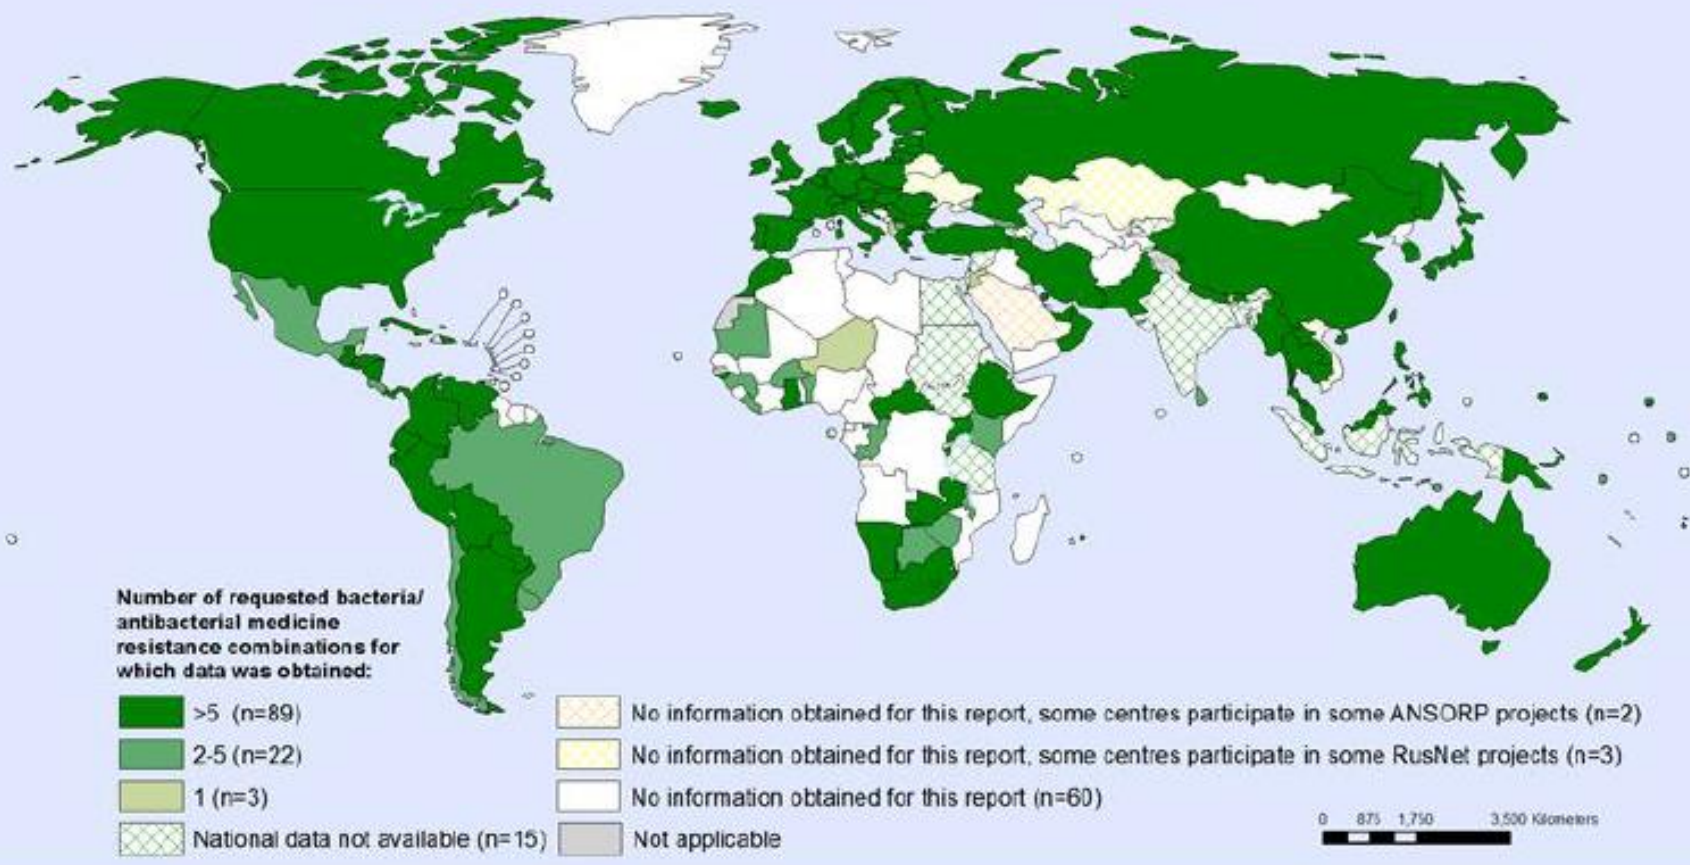 Number of requested bacteria/
antibacterial medicine
resistance combinations for
which data was obtained:
>5 (n=89)
2-5 (n=22)
1 (n=3)
National data not available (n=15)
No information obtained for this report, some centres participate in some ANSORP projects (n=2)
No information obtained for this report, some centres participate in some RusNet projects (n=3)
No information obtained for this report (n=60)
Not applicable
0 875 1,750 3,500 Kilometers